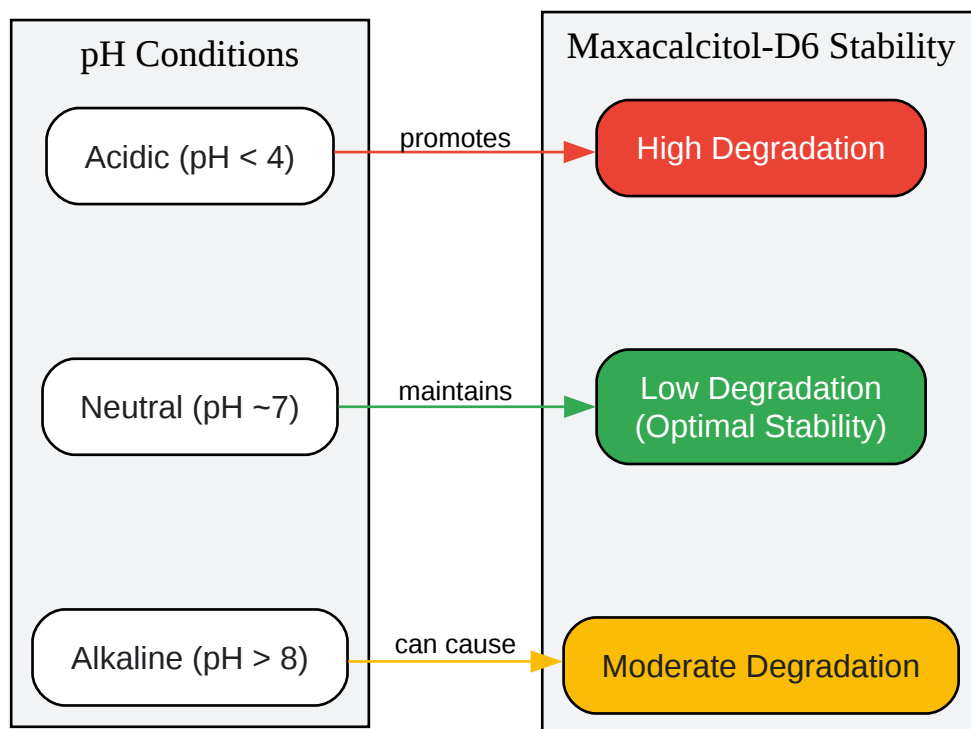 pH Conditions
Maxacalcitol-D6 Stability
Acidic (pH < 4)
promotes
High Degradation
Neutral (pH ~7)
maintains
Low Degradation
(Optimal Stability)
Alkaline (pH > 8)
can cause
Moderate Degradation